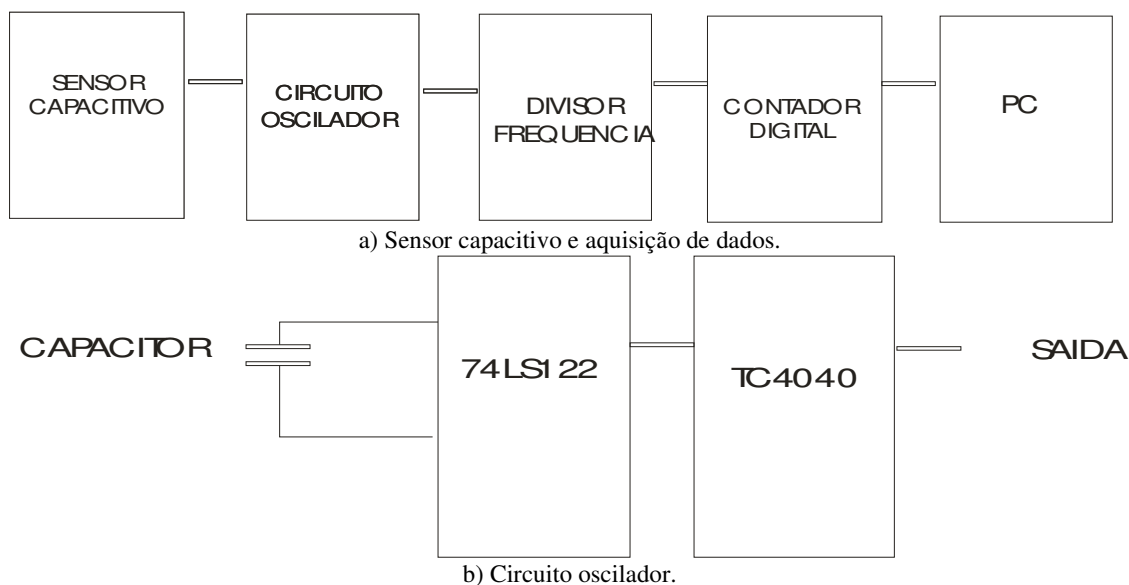 SENSOR
CAPACITIVO
CIRCUITO
OSCILADOR
DIVISOR
FREQUENCIA
CONTADOR
DIGITAL
PC
a) Sensor capacitivo e aquisição de dados.
CAPACITOR
74LS122
TC4040
SAIDA
b) Circuito oscilador.